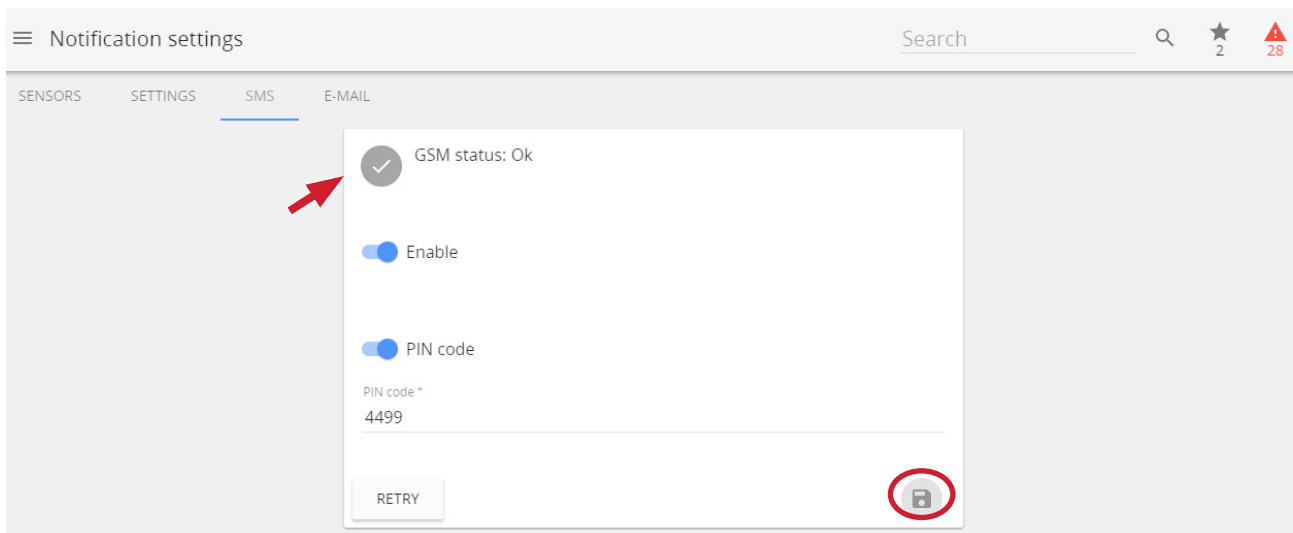 Notification settings Search
2 28
SENSORS SETTINGS SMS E-MAIL
GSM status: Ok
Enable
PIN code
PIN code *
4499
RETRY